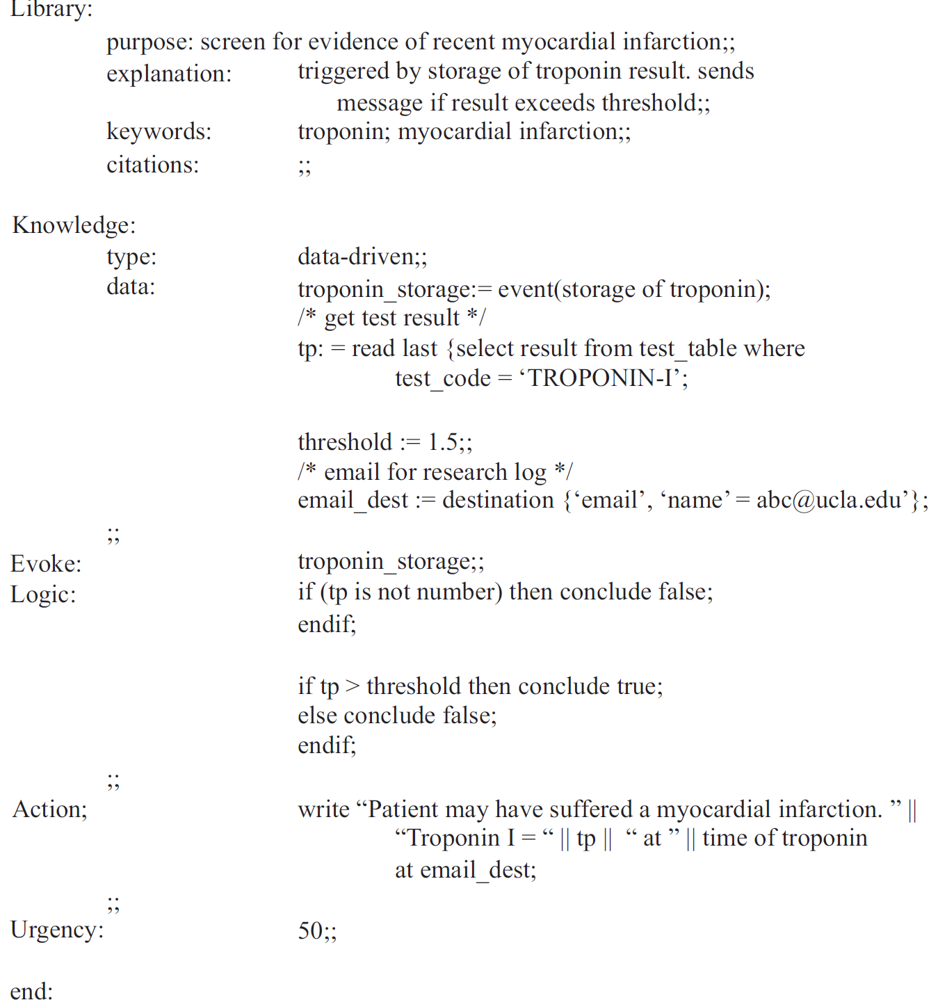 Library:
purpose: screen for evidence of recent myocardial infarction;;
explanation: triggered by storage of troponin result. sends
message if result exceeds threshold;;
keywords: troponin; myocardial infarction;;
citations: ;;
Knowledge:
type: data-driven;;
data: troponin_storage:= event(storage of troponin);
/* get test result */
tp: = read last {select result from test_table where
test_code = ‘TROPONIN-I’;
threshold := 1.5;;
/* email for research log */
email_dest := destination {‘email’, ‘name’ = abc@ucla.edu’};
;;
Evoke: troponin_storage;;
Logic: if (tp is not number) then conclude false;
endif;
if tp > threshold then conclude true;
else conclude false;
endif;
;;
Action; write “Patient may have suffered a myocardial infarction. ” ||
“Troponin I = “ || tp || “ at ” || time of troponin
at email_dest;
;;
Urgency: 50;;
end: